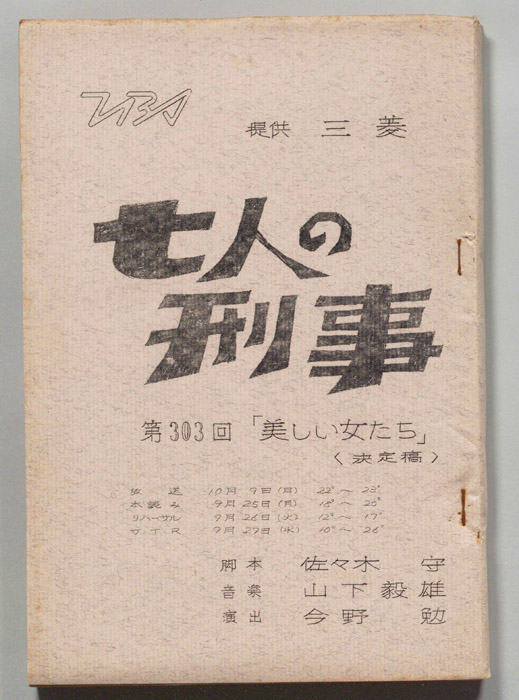 TBS
提供 三菱
七人の
刑事
第303回 「美しい女たち」
〈決定稿〉
放送 10月9日(月) 22°〜23°
本読み 9月25日(月) 18°〜20°
リハーサル 9月26日(火) 12°〜17°
V.T.R 9月27日(水) 10°〜26°
脚本 佐々木 守
音楽 山下毅雄
演出 今野 勉